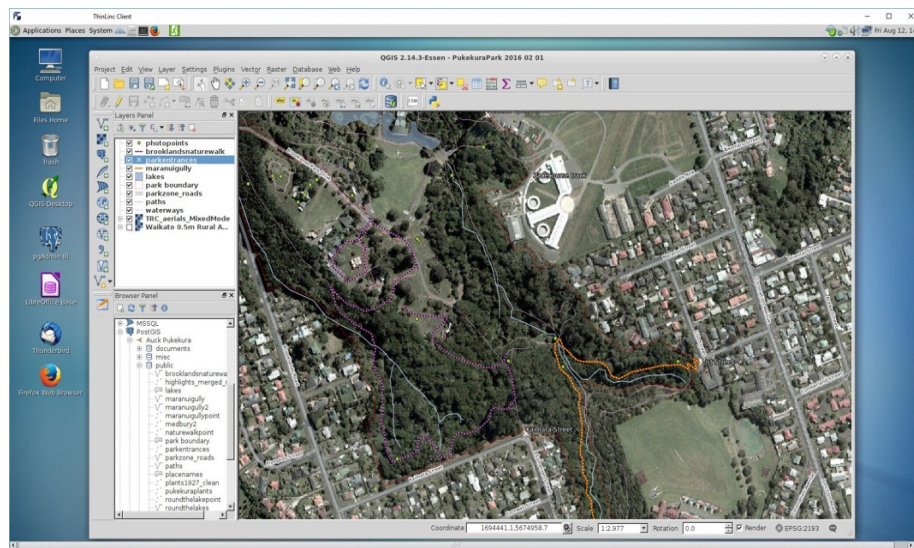 ThinLinc Client
Applications Places System
Fri Aug 12, 14
QGIS 2.14.3-Essen - PukekuraPark 2016 02 01
Project Edit View Layer Settings Plugins Vector Raster Database Web Help
Computer
Files Home
Trash
QGIS Desktop
pgAdmin III
LibreOffice Base
Thunderbird
Firefox Web Browser
Layers Panel
photopoints
brooklandsnaturewalk
parkentrances
maranuigully
lakes
park boundary
parkzone_roads
paths
waterways
TRC_aerials_MixedMode
Waikato 0.5m Rural A...
Browser Panel
MSSQL
PostGIS
Auck Pukekura
documents
misc
public
brooklandsnaturewa
highlights_merged_
lakes
maranuigully
maranuigully2
maranuigullypoint
medbury2
naturewalkpoint
park boundary
parkentrances
parkzone_roads
paths
placenames
plants1927_clean
pukekuraplants
roundthelakepoint
roundthelakes
Kaimata Street
Coordinate 1694441.1,5674958.7 Scale 1:2,977 Rotation 0.0 Render EPSG:2193